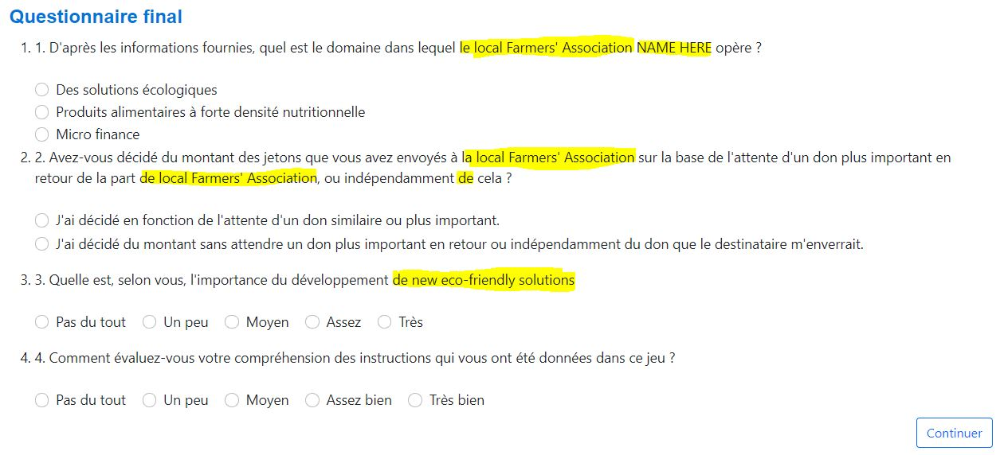 Questionnaire final
1. 1. D'après les informations fournies, quel est le domaine dans lequel le local Farmers' Association NAME HERE opère ?
Des solutions écologiques
Produits alimentaires à forte densité nutritionnelle
Micro finance
2. 2. Avez-vous décidé du montant des jetons que vous avez envoyés à la local Farmers' Association sur la base de l'attente d'un don plus important en
retour de la part de local Farmers' Association, ou indépendamment de cela ?
J'ai décidé en fonction de l'attente d'un don similaire ou plus important.
J'ai décidé du montant sans attendre un don plus important en retour ou indépendamment du don que le destinataire m'enverrait.
3. 3. Quelle est, selon vous, l'importance du développement de new eco-friendly solutions
Pas du tout Un peu Moyen Assez Très
4. 4. Comment évaluez-vous votre compréhension des instructions qui vous ont été données dans ce jeu ?
Pas du tout Un peu Moyen Assez bien Très bien
Continuer